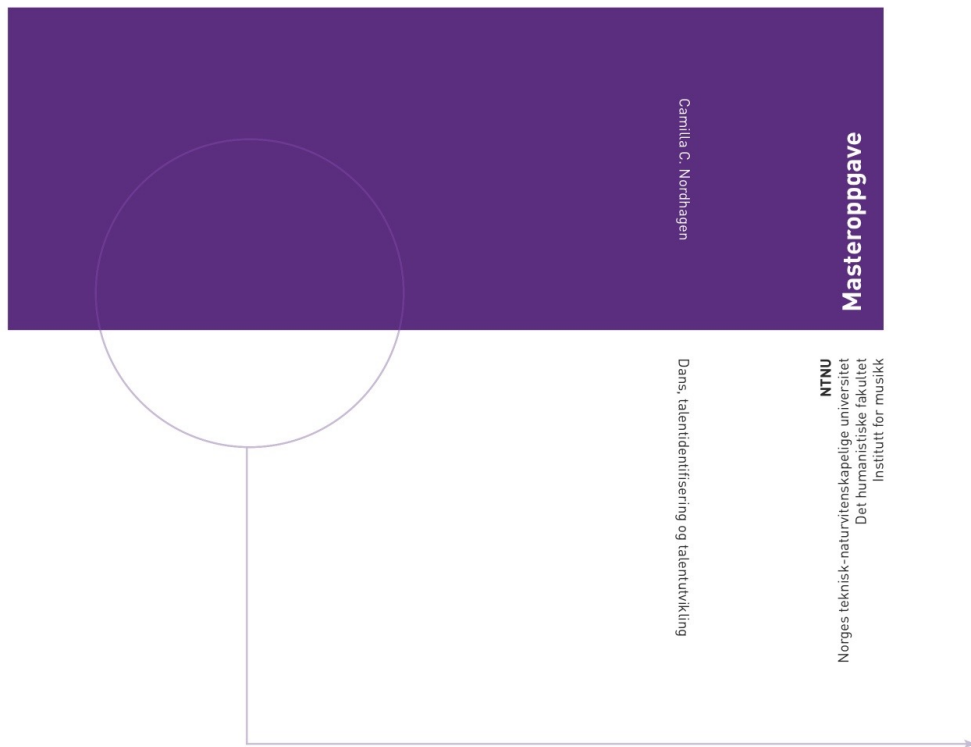 Camilla C. Nordhagen
Masteroppgave
Dans, talentidentifisering og talentutvikling
NTNU
Norges teknisk-naturvitenskapelige universitet
Det humanistiske fakultet
Institutt for musikk